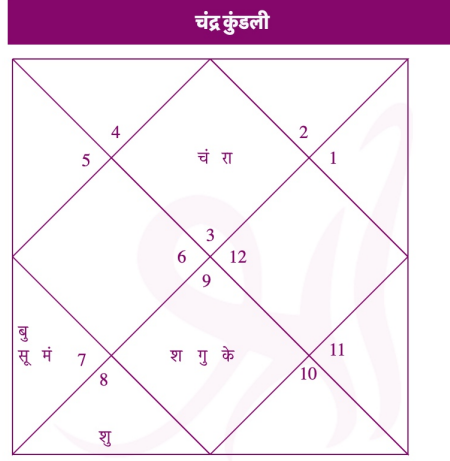 चंद्र कुंडली
4 2
5 चं रा 1
3
6 12
9
बु
सू मं 7 श गु के 11
8 10
शु